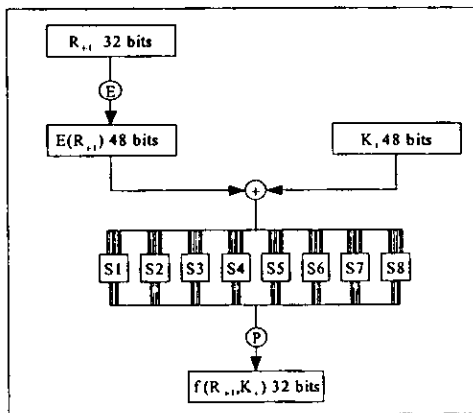 R₊₁ 32 bits
E
E(R₊₁) 48 bits
K₊ 48 bits
+
S1 S2 S3 S4 S5 S6 S7 S8
P
f(R₊₁,K₊) 32 bits